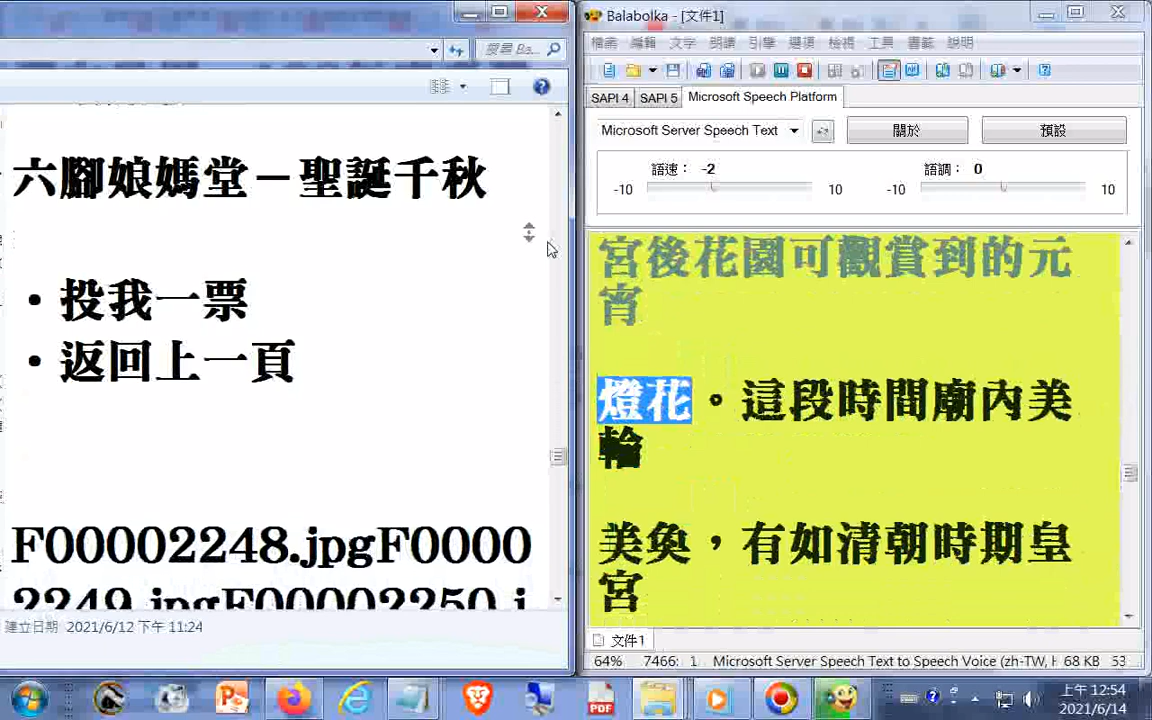 搜尋 Ba...
六腳娘媽堂－聖誕千秋
• 投我一票
• 返回上一頁
F00002248.jpgF0000
2249.jpgF00002250.j
建立日期 2021/6/12 下午 11:24
Balabolka - [文件1]
檔案 編輯 文字 朗讀 引擎 選項 檢視 工具 書籤 說明
SAPI 4 SAPI 5 Microsoft Speech Platform
Microsoft Server Speech Text 關於 預設
語速： -2 語調： 0
-10 10 -10 10
宮後花園可觀賞到的元
宵
燈花。這段時間廟內美
輪
美奐，有如清朝時期皇
宮
文件1
64% 7466: 1 Microsoft Server Speech Text to Speech Voice (zh-TW, H 68 KB 53
PDF
上午 12:54
2021/6/14